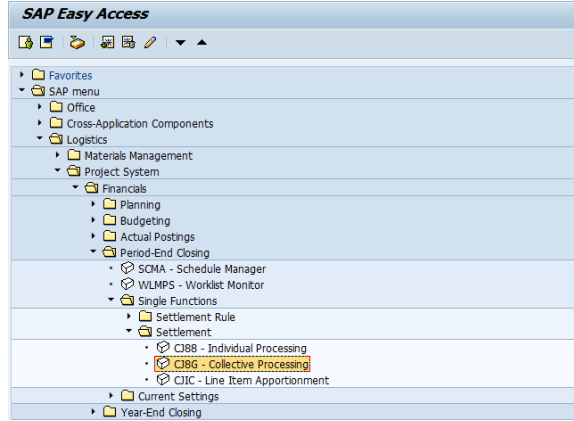 SAP Easy Access
Favorites
SAP menu
Office
Cross-Application Components
Logistics
Materials Management
Project System
Financials
Planning
Budgeting
Actual Postings
Period-End Closing
SCMA - Schedule Manager
WLMPS - Worklist Monitor
Single Functions
Settlement Rule
Settlement
CJ88 - Individual Processing
CJ8G - Collective Processing
CJIC - Line Item Apportionment
Current Settings
Year-End Closing